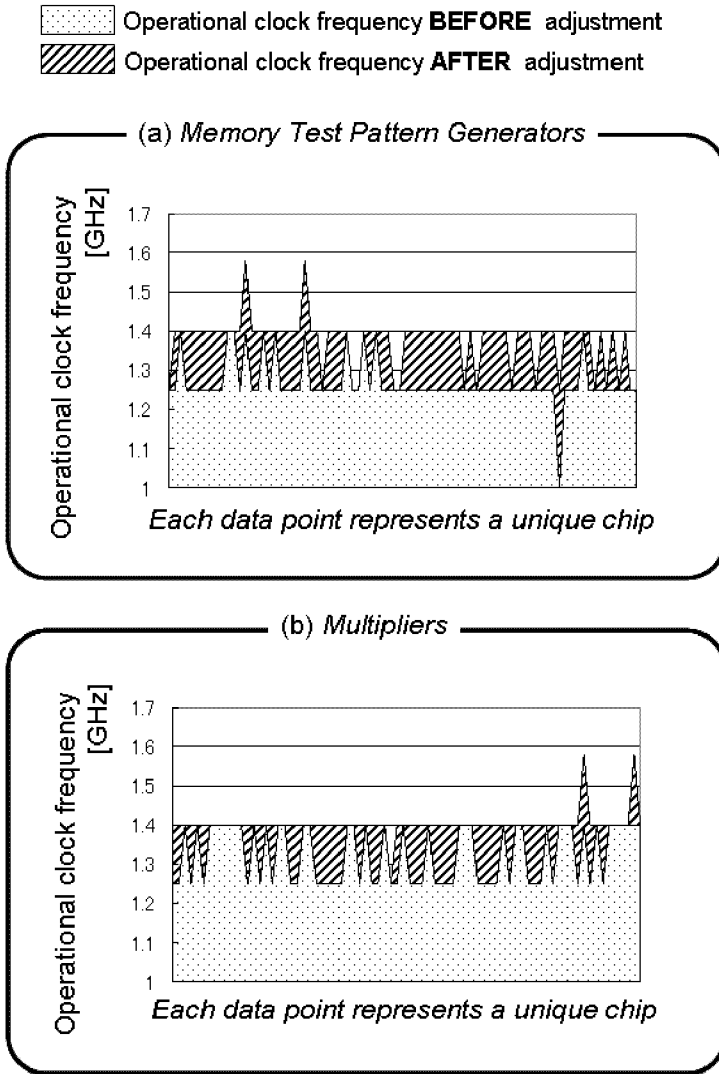 Operational clock frequency BEFORE adjustment
Operational clock frequency AFTER adjustment
(a) Memory Test Pattern Generators
Operational clock frequency
[GHz]
1.7
1.6
1.5
1.4
1.3
1.2
1.1
1
Each data point represents a unique chip
(b) Multipliers
Operational clock frequency
[GHz]
1.7
1.6
1.5
1.4
1.3
1.2
1.1
1
Each data point represents a unique chip